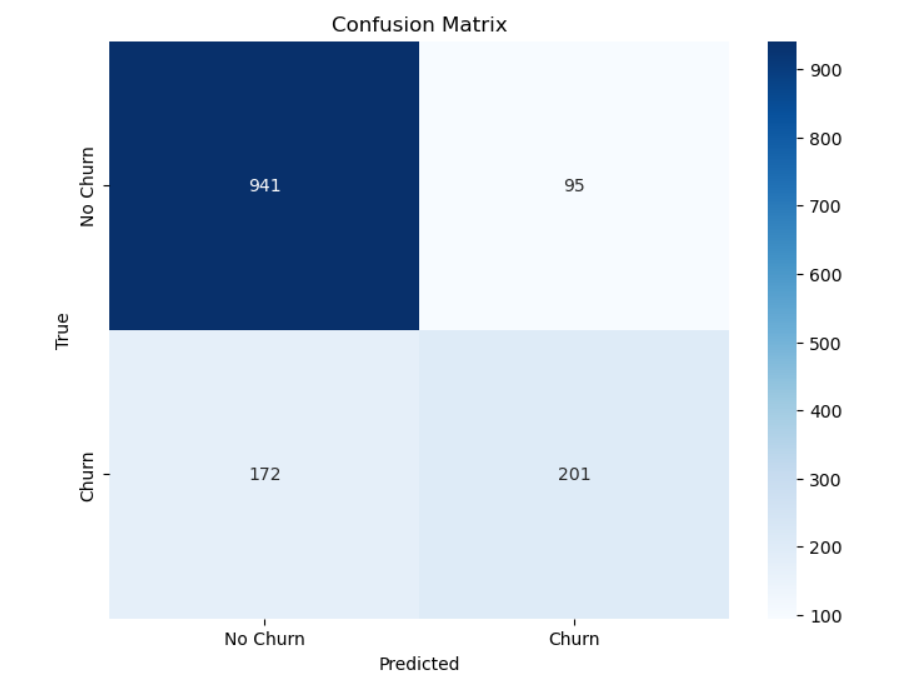 Confusion Matrix
No Churn
941
95
Churn
172
201
True
No Churn
Churn
Predicted
900
800
700
600
500
400
300
200
100